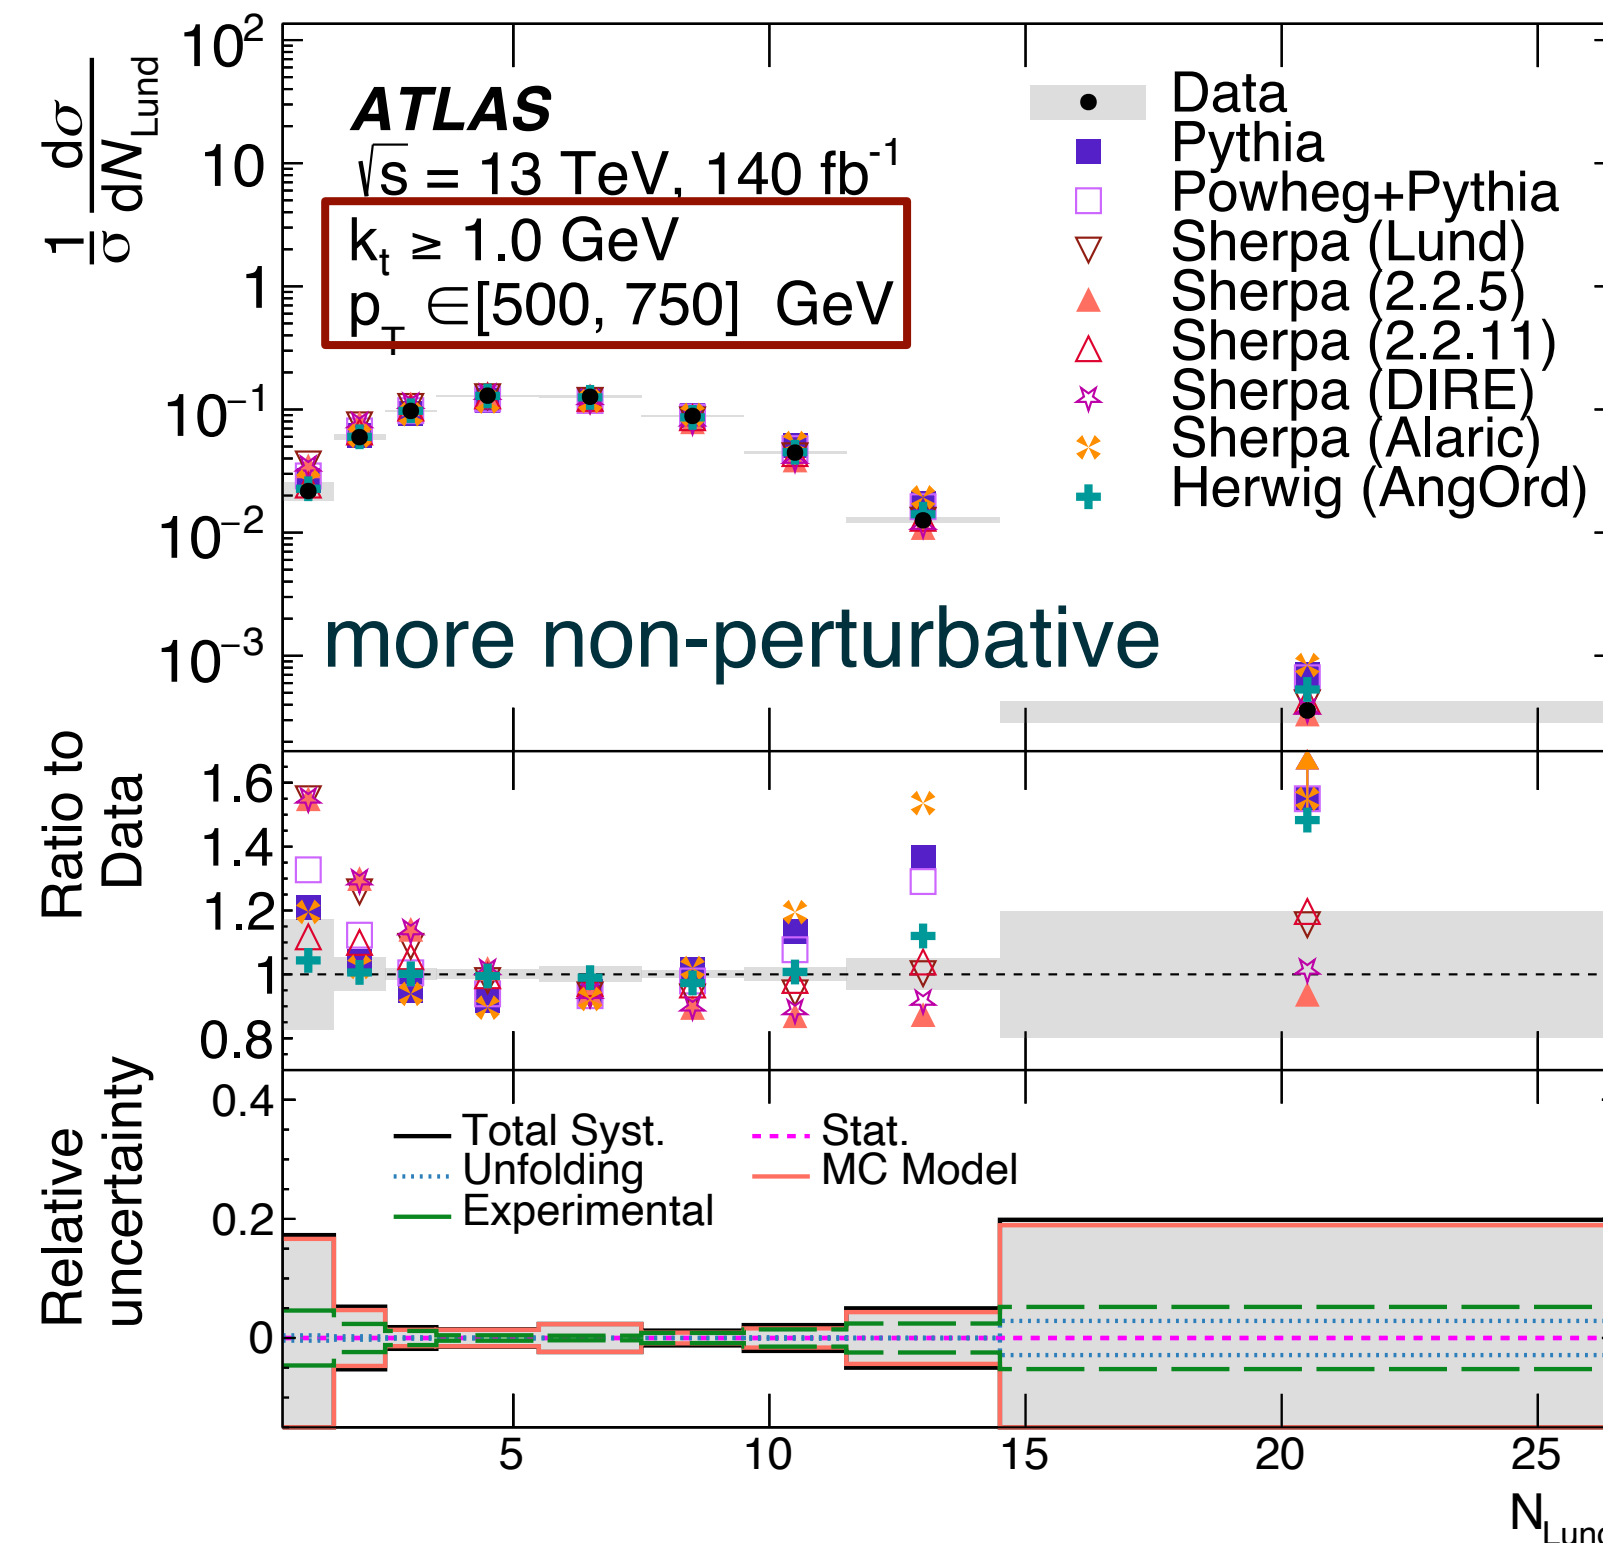 10²
10
1
10⁻¹
10⁻²
10⁻³
1/σ dσ/dN_Lund
ATLAS
√s = 13 TeV, 140 fb⁻¹
k_t ≥ 1.0 GeV
p_T ∈[500, 750] GeV
Data
Pythia
Powheg+Pythia
Sherpa (Lund)
Sherpa (2.2.5)
Sherpa (2.2.11)
Sherpa (DIRE)
Sherpa (Alaric)
Herwig (AngOrd)
more non-perturbative
Ratio to
Data
1.6
1.4
1.2
1
0.8
Relative
uncertainty
0.4
0.2
0
Total Syst.
Unfolding
Experimental
Stat.
MC Model
5
10
15
20
25
N_Lund